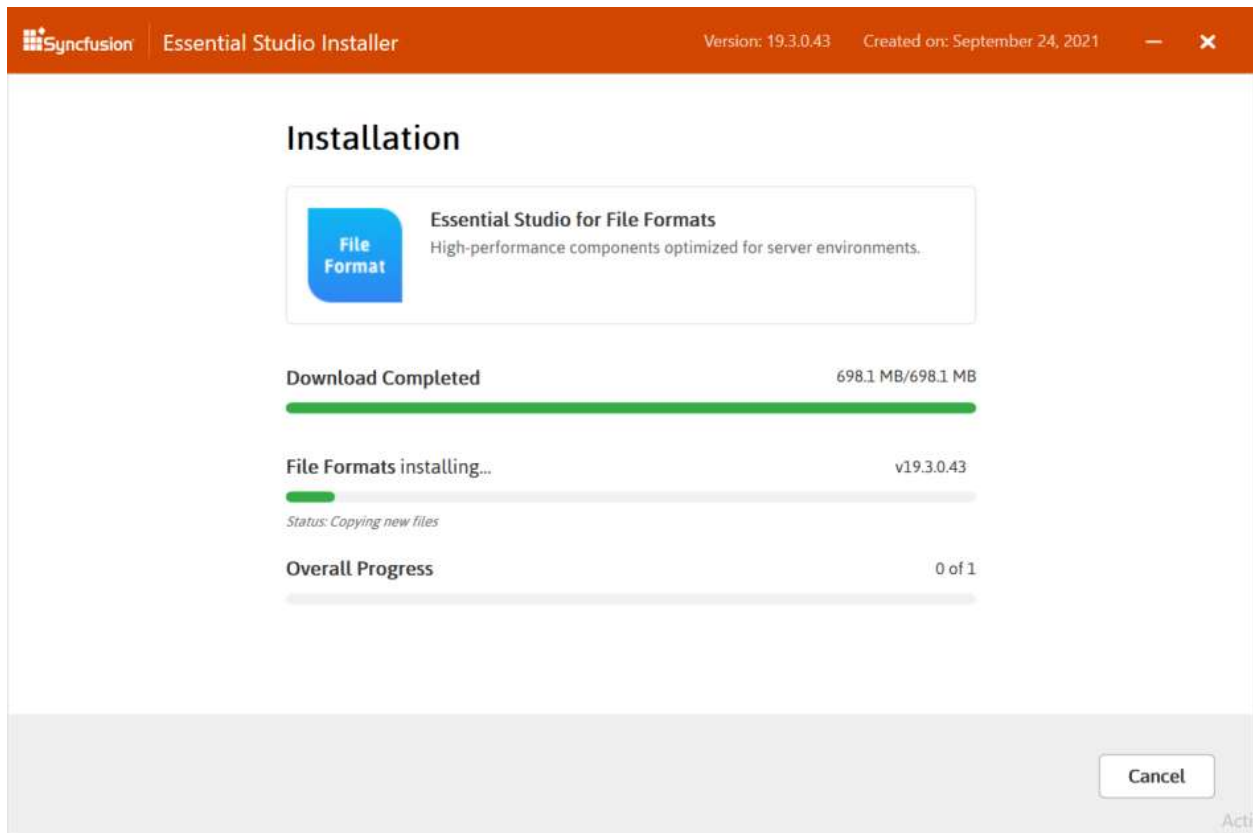 Syncfusion
Essential Studio Installer
Version: 19.3.0.43
Created on: September 24, 2021
Installation
File
Format
Essential Studio for File Formats
High-performance components optimized for server environments.
Download Completed
698.1 MB/698.1 MB
File Formats installing...
v19.3.0.43
Status: Copying new files
Overall Progress
0 of 1
Cancel
Acti